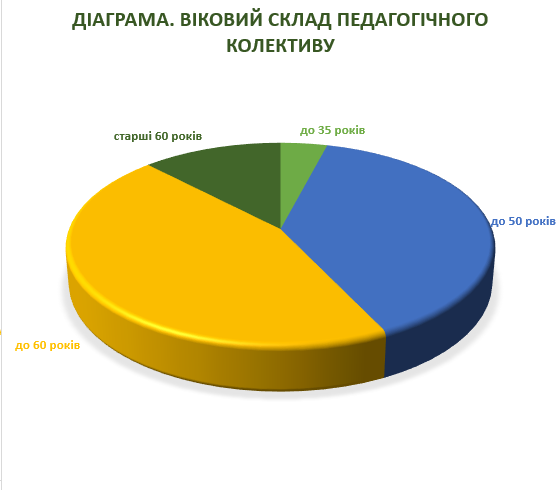 ДІАГРАМА. ВІКОВИЙ СКЛАД ПЕДАГОГІЧНОГО
КОЛЕКТИВУ
до 35 років
старші 60 років
до 50 років
до 60 років